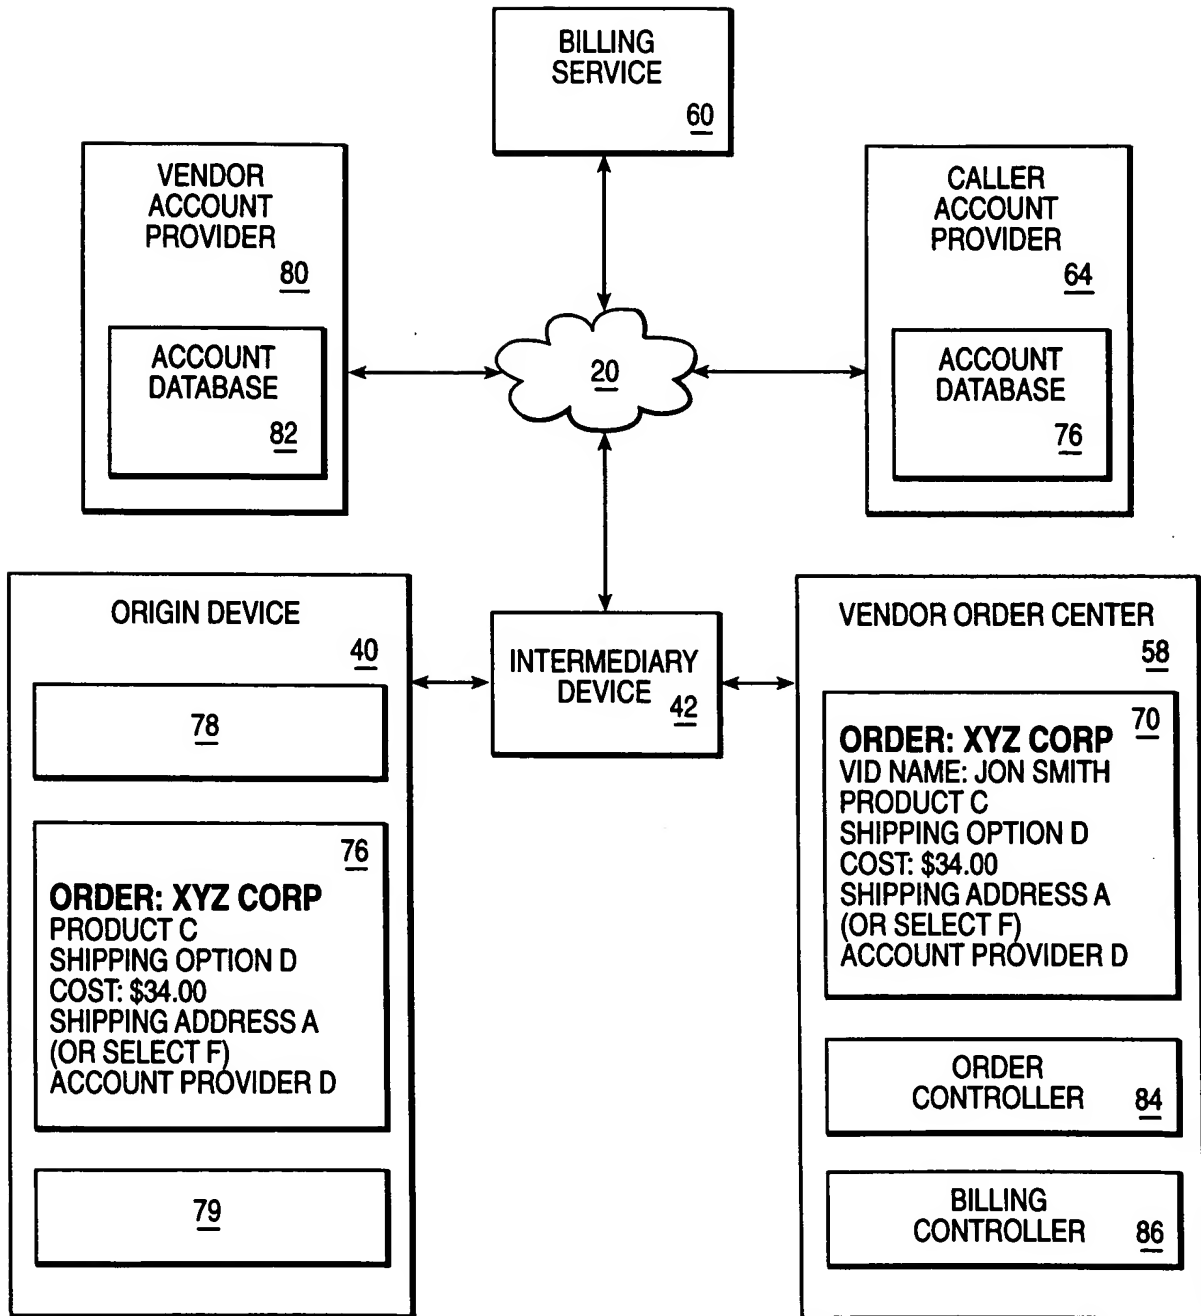 BILLING
SERVICE
60
VENDOR
ACCOUNT
PROVIDER
80
ACCOUNT
DATABASE
82
20
CALLER
ACCOUNT
PROVIDER
64
ACCOUNT
DATABASE
76
ORIGIN DEVICE
40
78
76
ORDER: XYZ CORP
PRODUCT C
SHIPPING OPTION D
COST: $34.00
SHIPPING ADDRESS A
(OR SELECT F)
ACCOUNT PROVIDER D
79
INTERMEDIARY
DEVICE
42
VENDOR ORDER CENTER
58
70
ORDER: XYZ CORP
VID NAME: JON SMITH
PRODUCT C
SHIPPING OPTION D
COST: $34.00
SHIPPING ADDRESS A
(OR SELECT F)
ACCOUNT PROVIDER D
ORDER
CONTROLLER
84
BILLING
CONTROLLER
86